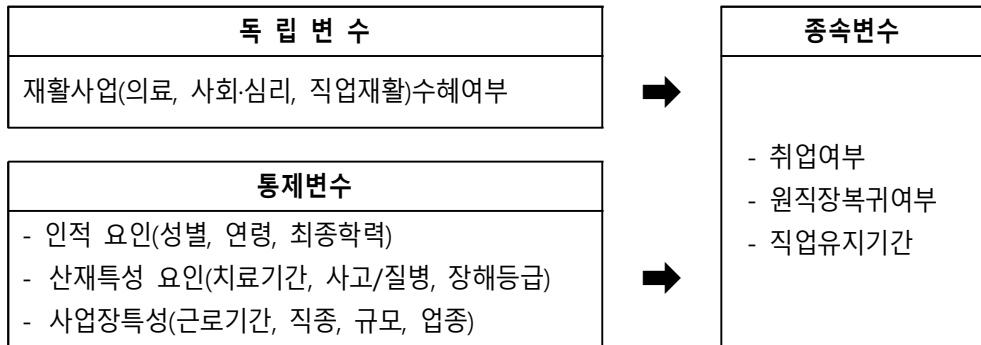 독 립 변 수
재활사업(의료, 사회·심리, 직업재활)수혜여부
통제변수
- 인적 요인(성별, 연령, 최종학력)
- 산재특성 요인(치료기간, 사고/질병, 장해등급)
- 사업장특성(근로기간, 직종, 규모, 업종)
종속변수
- 취업여부
- 원직장복귀여부
- 직업유지기간